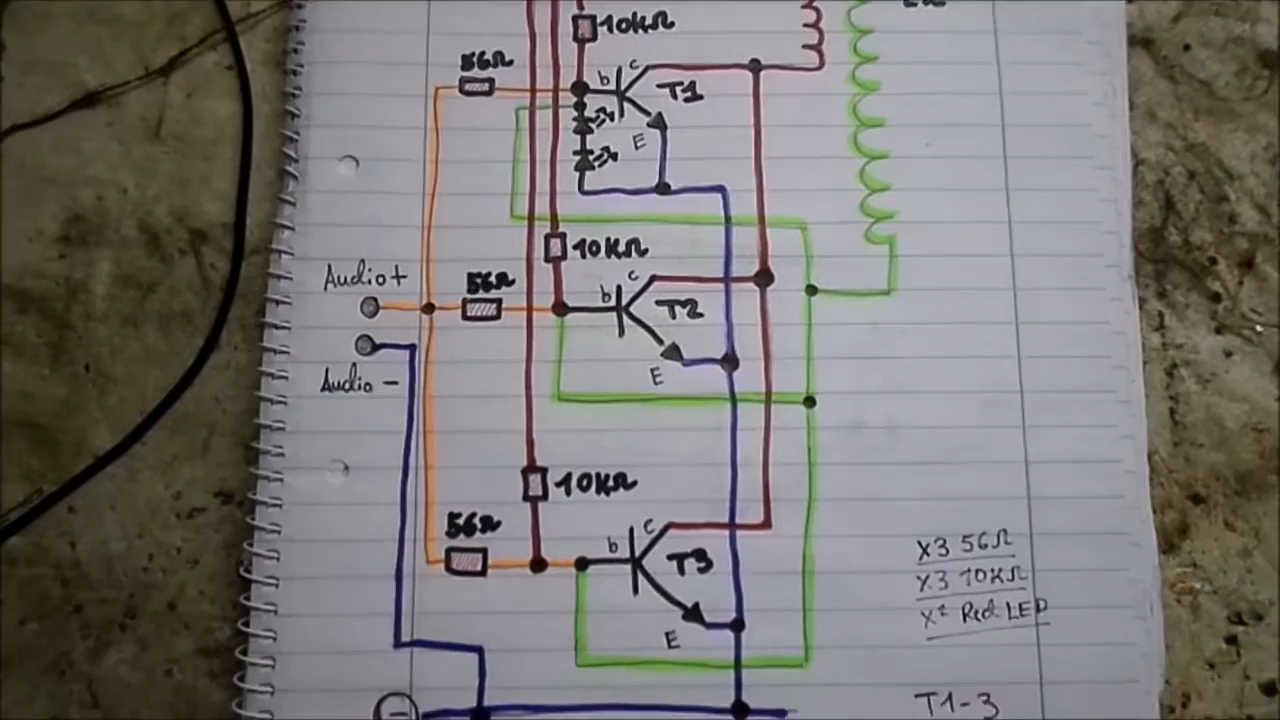 10KΩ
56Ω
b
c
T1
E
10KΩ
Audio+
56Ω
b
c
T2
E
Audio-
10KΩ
56Ω
b
c
T3
E
x3 56Ω
x3 10KΩ
x2 Red LED
T1-3